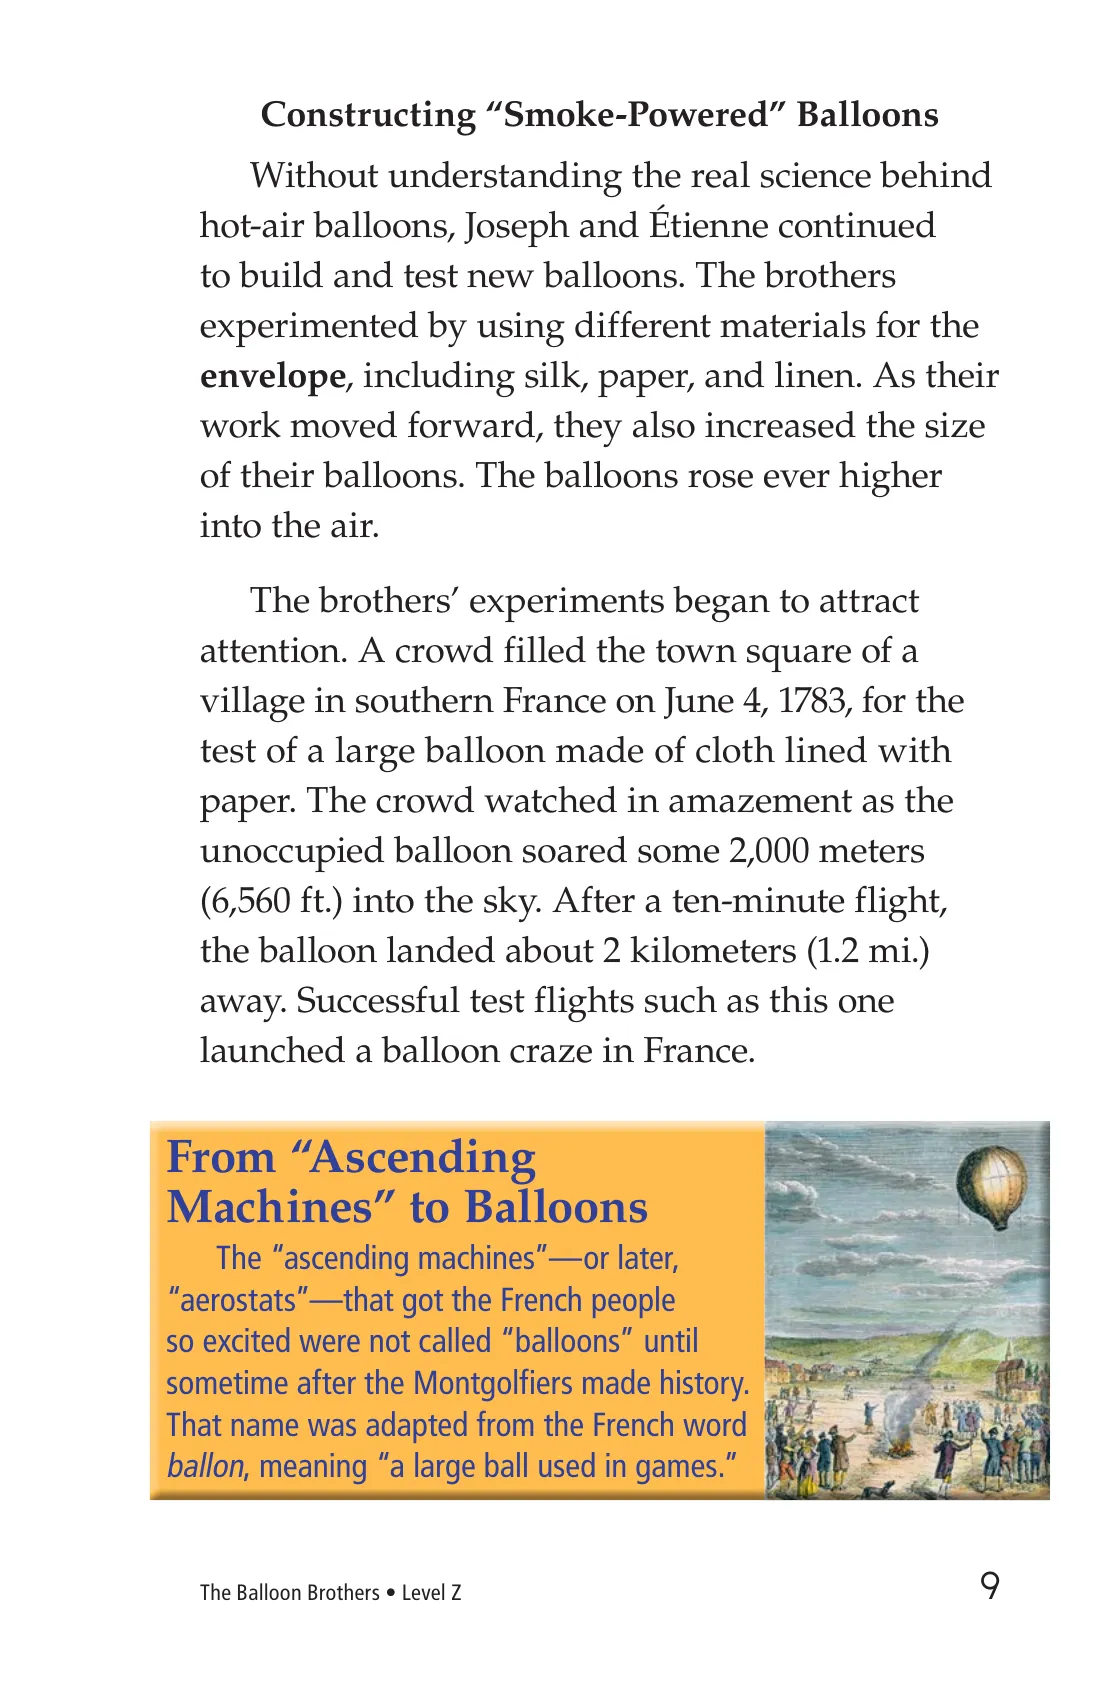 Constructing “Smoke-Powered” Balloons
Without understanding the real science behind
hot-air balloons, Joseph and Étienne continued
to build and test new balloons. The brothers
experimented by using different materials for the
envelope, including silk, paper, and linen. As their
work moved forward, they also increased the size
of their balloons. The balloons rose ever higher
into the air.
The brothers’ experiments began to attract
attention. A crowd filled the town square of a
village in southern France on June 4, 1783, for the
test of a large balloon made of cloth lined with
paper. The crowd watched in amazement as the
unoccupied balloon soared some 2,000 meters
(6,560 ft.) into the sky. After a ten-minute flight,
the balloon landed about 2 kilometers (1.2 mi.)
away. Successful test flights such as this one
launched a balloon craze in France.
From “Ascending
Machines” to Balloons
The “ascending machines”—or later,
“aerostats”—that got the French people
so excited were not called “balloons” until
sometime after the Montgolfiers made history.
That name was adapted from the French word
ballon, meaning “a large ball used in games.”
The Balloon Brothers • Level Z
9